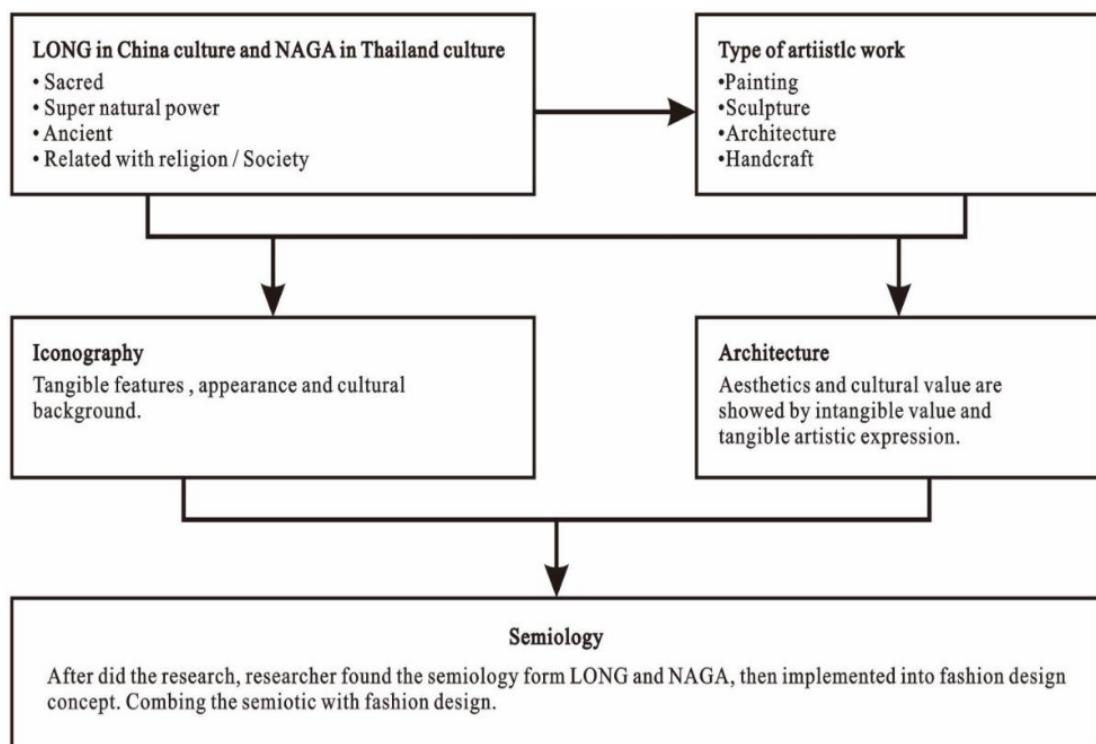 LONG in China culture and NAGA in Thailand culture
• Sacred
• Super natural power
• Ancient
• Related with religion / Society
Type of artiistlc work
•Painting
•Sculpture
•Architecture
•Handcraft
Iconography
Tangible features , appearance and cultural
background.
Architecture
Aesthetics and cultural value are
showed by intangible value and
tangible artistic expression.
Semiology
After did the research, researcher found the semiology form LONG and NAGA, then implemented into fashion design
concept. Combing the semiotic with fashion design.